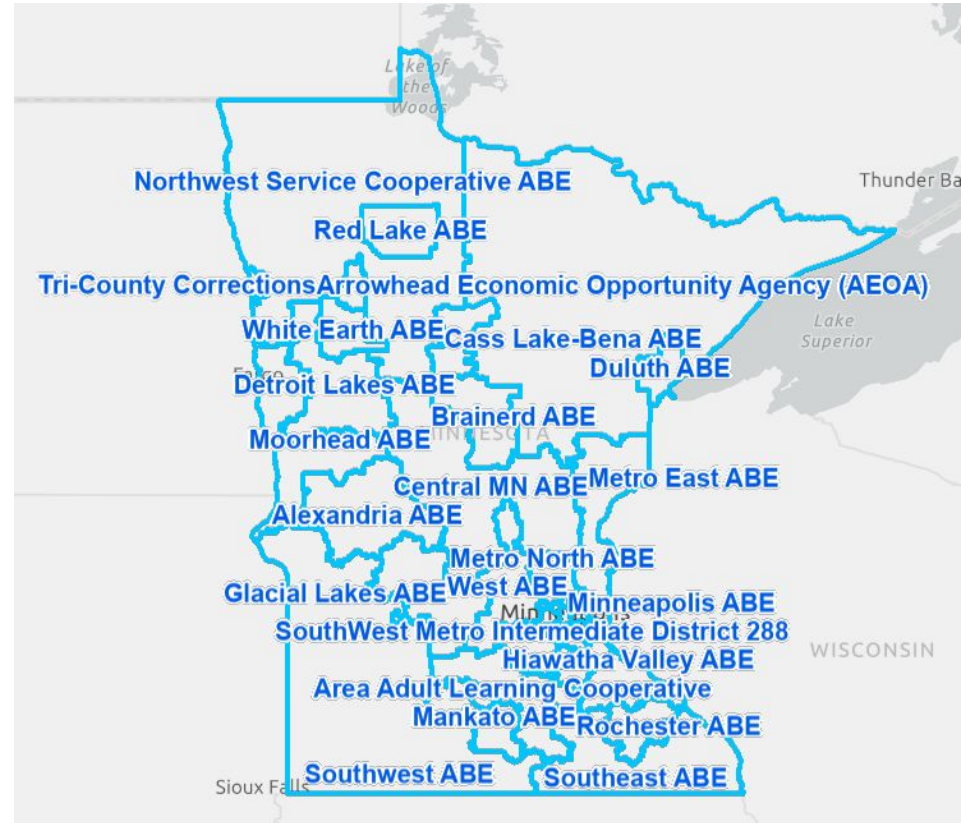 Lake of
the
Woods
Northwest Service Cooperative ABE
Thunder Ba
Red Lake ABE
Tri-County Corrections
Arrowhead Economic Opportunity Agency (AEOA)
Lake
Superior
White Earth ABE
Cass Lake-Bena ABE
Duluth ABE
Detroit Lakes ABE
Brainerd ABE
Moorhead ABE
Central MN ABE
Metro East ABE
Alexandria ABE
Metro North ABE
Glacial Lakes ABE
West ABE
Minneapolis ABE
SouthWest Metro Intermediate District 288
WISCONSIN
Hiawatha Valley ABE
Area Adult Learning Cooperative
Mankato ABE
Rochester ABE
Southwest ABE
Southeast ABE
Sioux Falls